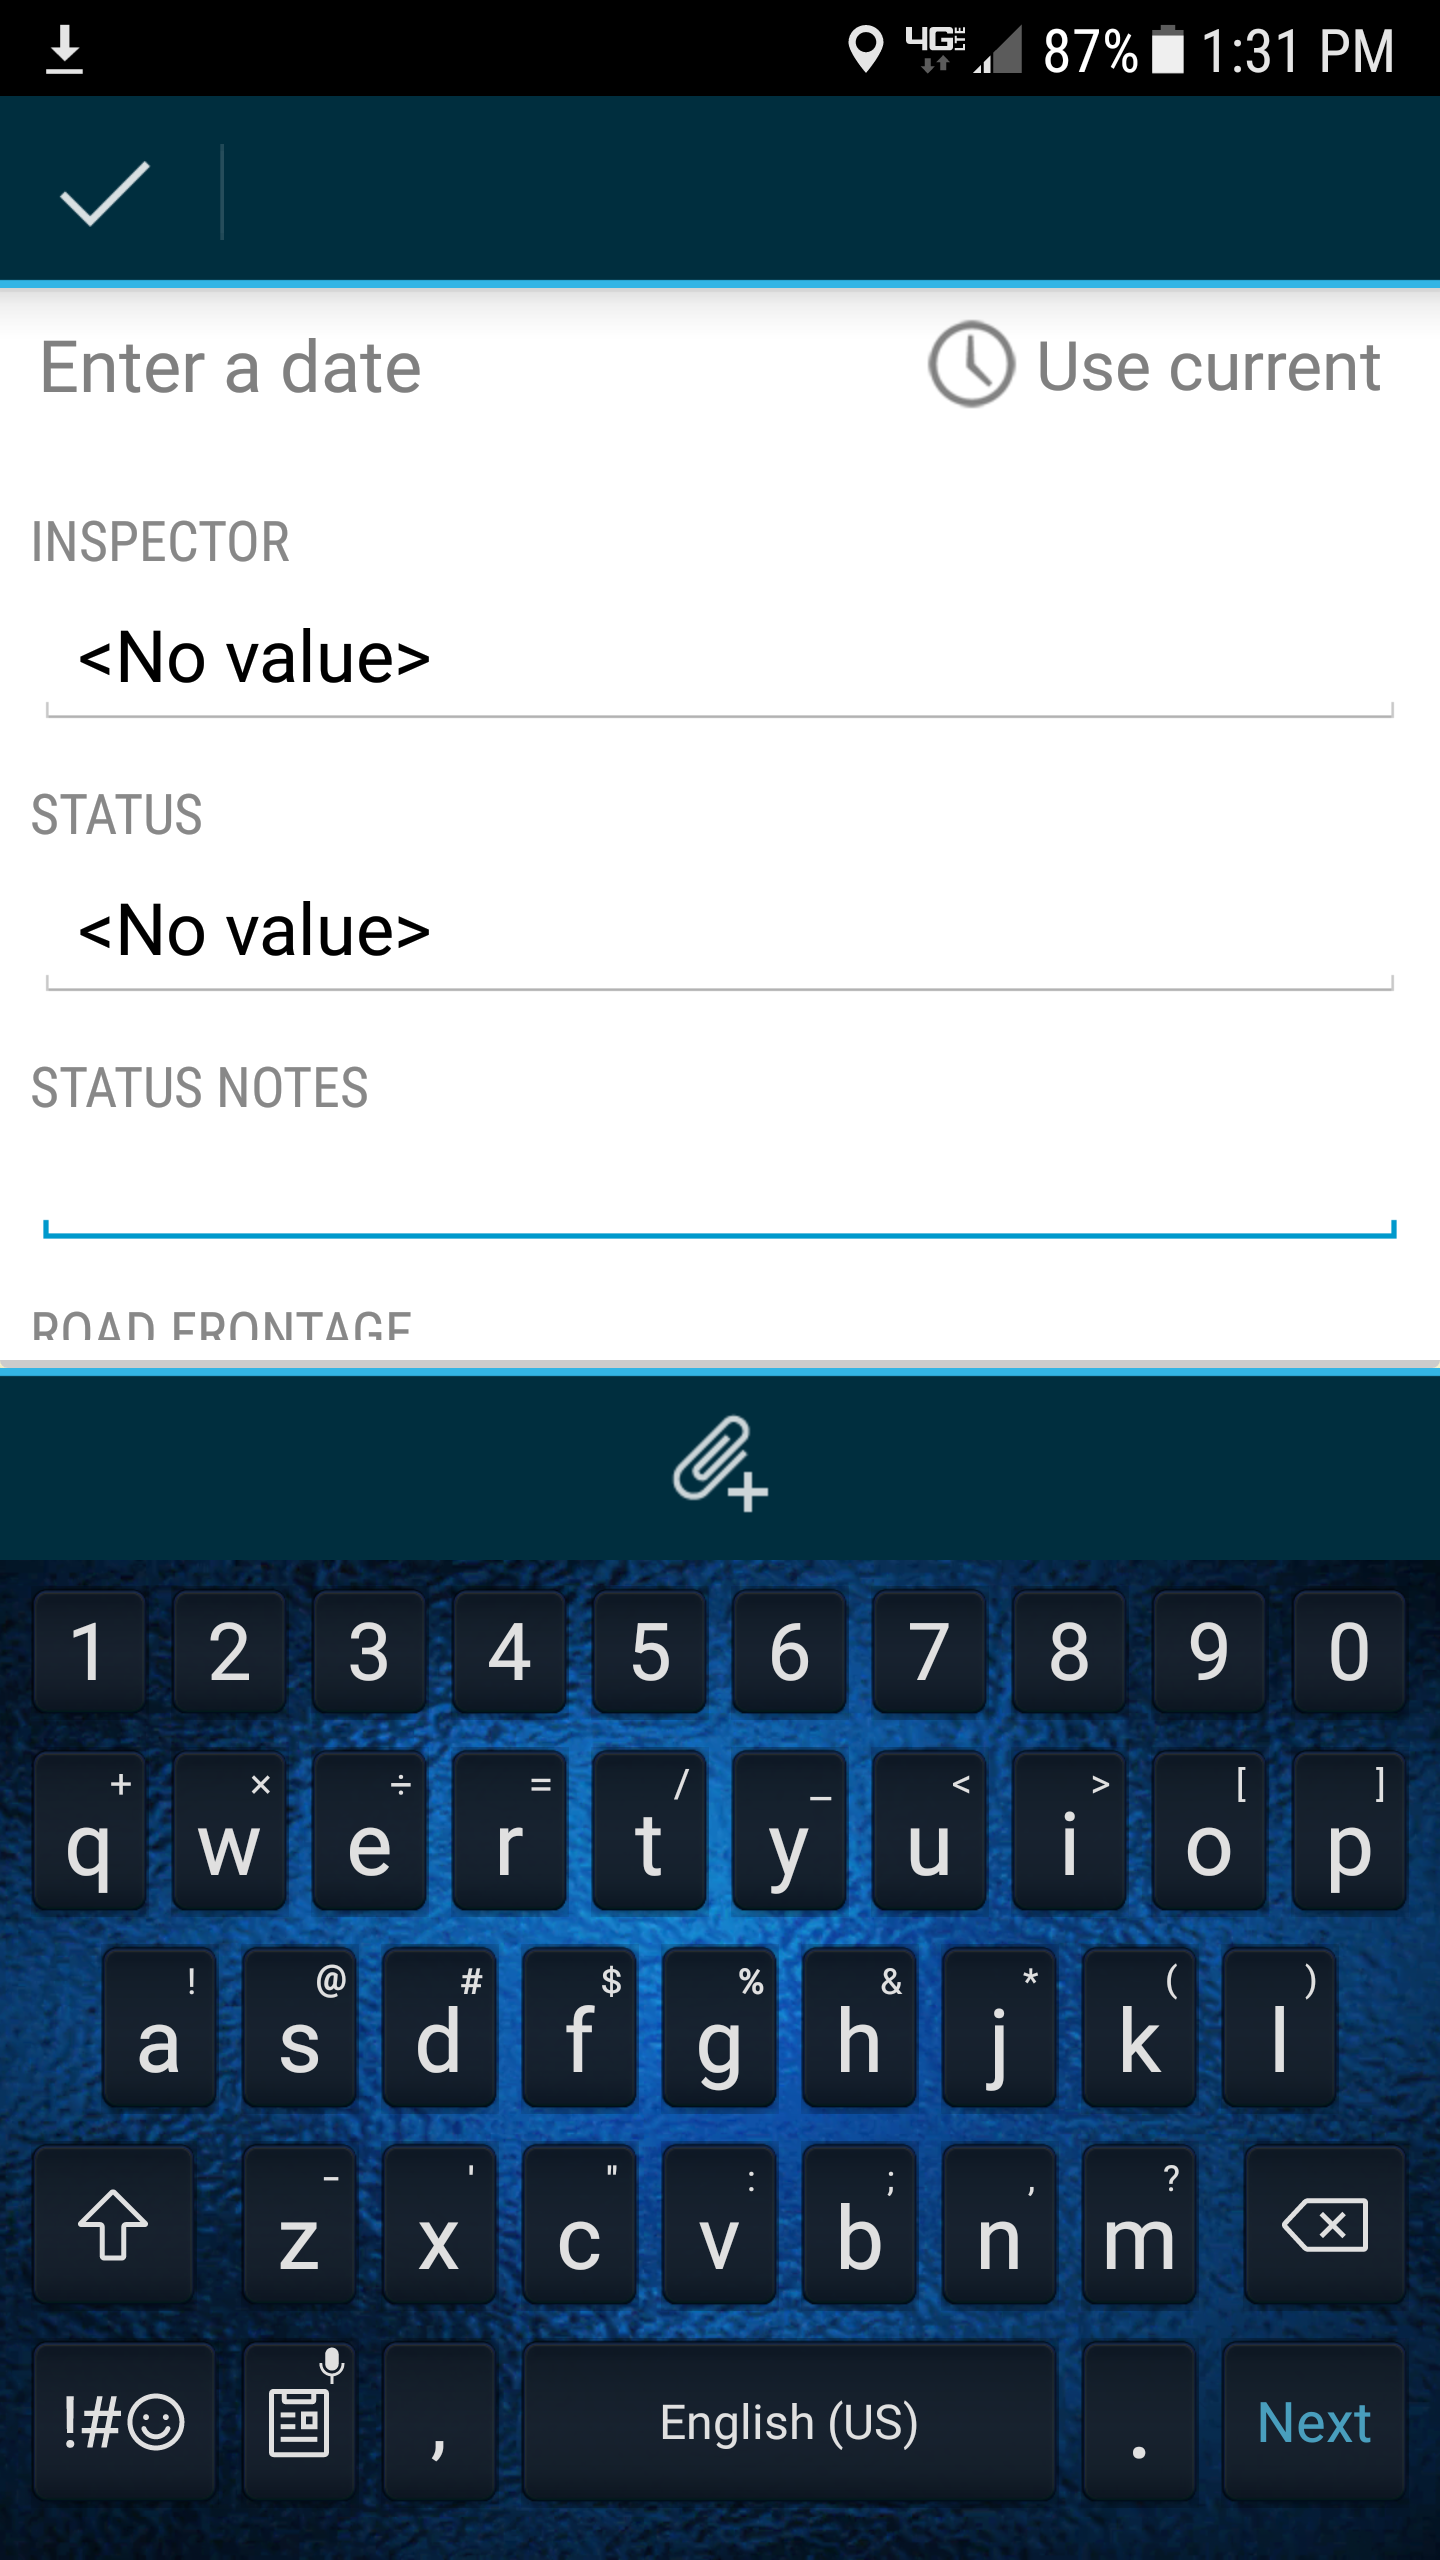 4G LTE 87% 1:31 PM
Enter a date Use current
INSPECTOR
<No value>
STATUS
<No value>
STATUS NOTES
ROAD FRONTAGE
1 2 3 4 5 6 7 8 9 0
+ × ÷ = / _ < > [ ]
q w e r t y u i o p
! @ # $ % & * ( )
a s d f g h j k l
- ' " : ; , ?
z x c v b n m
!# , English (US) . Next